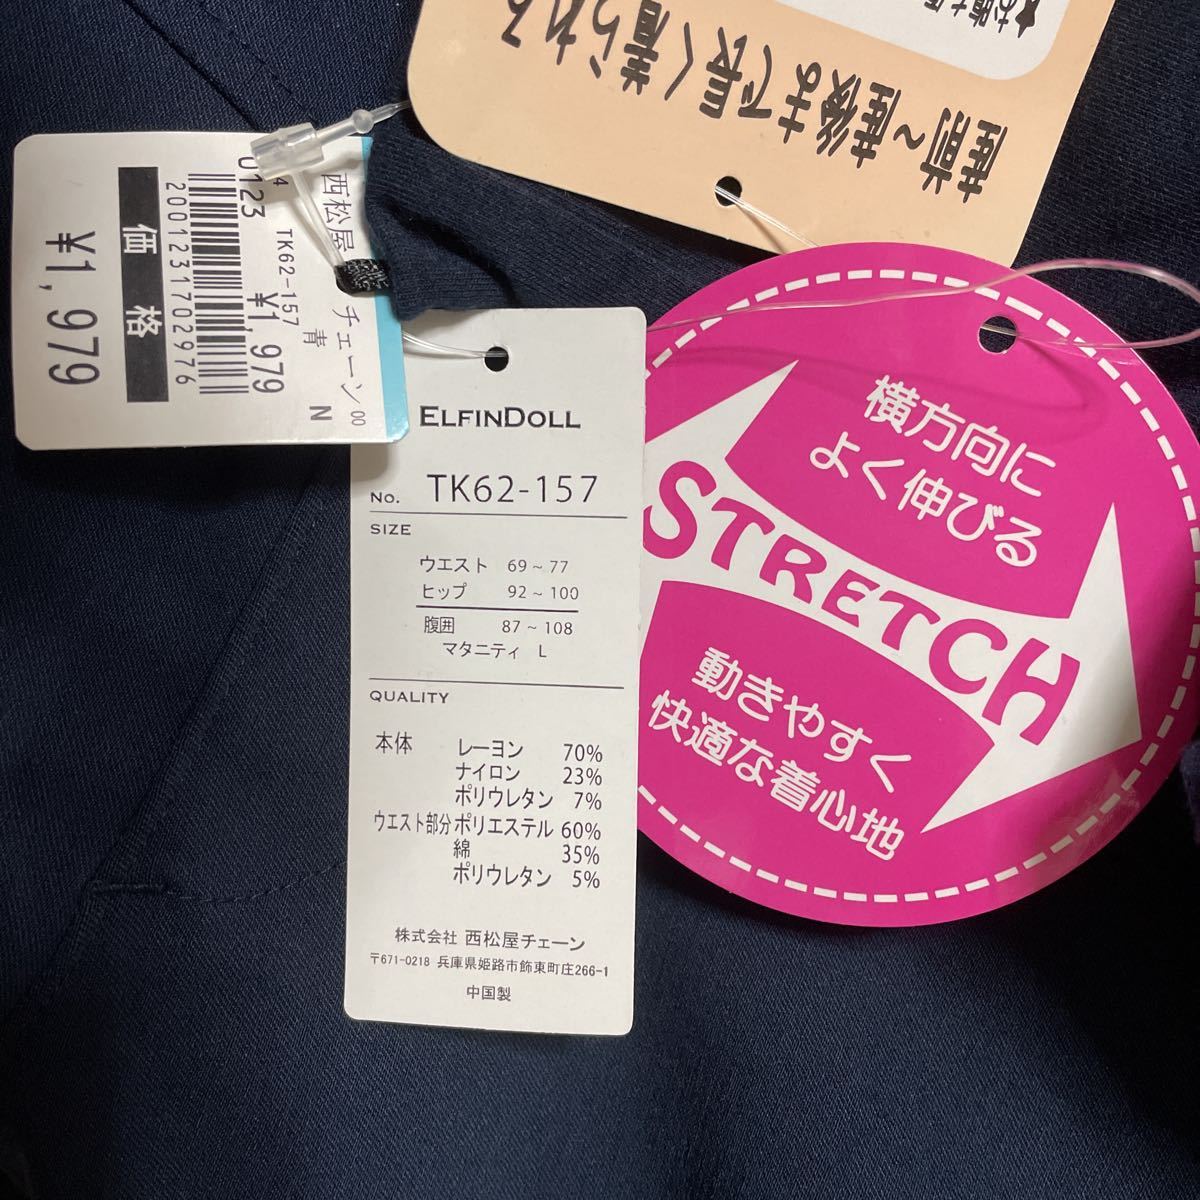 産前～産後まで長く着られる
西松屋チェーン
00
0123
4
TK62-157
青
N
¥1,979
2001231702976
価格
¥1,979
ELFINDOLL
No. TK62-157
SIZE
ウエスト 69～77
ヒップ 92～100
腹囲 87～108
マタニティ L
QUALITY
本体 レーヨン 70%
ナイロン 23%
ポリウレタン 7%
ウエスト部分 ポリエステル 60%
綿 35%
ポリウレタン 5%
株式会社 西松屋チェーン
〒671-0218 兵庫県姫路市飾東町庄266-1
中国製
横方向に
よく伸びる
STRETCH
動きやすく
快適な着心地